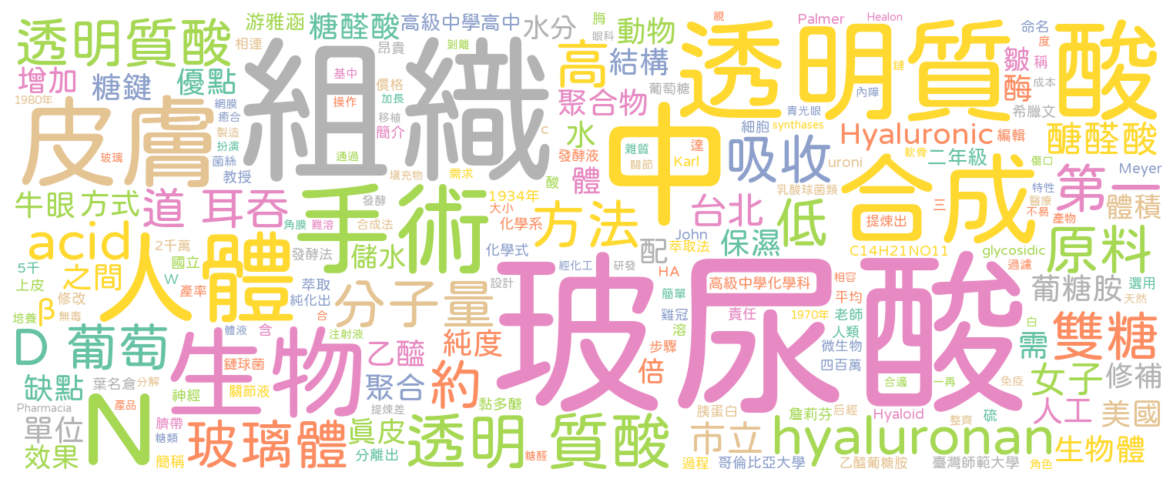 透明質酸
游雅涵
糖醛酸
高級中學高中
水分
脢
動物
Palmer
Healon
命名
相連
剝離
昂貴
眼科
親
度
稱
增加
糖鍵
優點
基中
價格
組織
高
結構
透明質酸
皺
酶
鍵
成本
1980年
網膜
癒合
操作
加長
聚合物
葡萄糖
內障
希臘文
皮膚
製造
扮演
移植
簡介
c
水
細胞
青光眼
synthases
Hyaluronic
編輯
醣醛酸
玻璃
菌絲
教授
通過
填充物
需求
發酵液
雜質
關節
達
Karl
中
吸收
uroni
軟骨
二年級
傷口
Meyer
牛眼
方式
道
耳吞
手術
發酵
1934年
酸
體
乳酸球菌類
合成
第一
特性
醫療
不易
產物
體積
角膜
難溶
大小
合成法
化學系
方法
台北
John
萃取法
保濕
低
提煉出
三
acid
之間
2千萬
發酵法
儲水
化學式
配
C14H21NO11
glycosidic
原料
5千
上皮
國立
W
人體
經化工
研發
HA
高級中學化學科
簡單
相容
過濾
選用
天然
β
修改
無毒
產率
萃取
純化出
合
分子量
設計
玻尿酸
雞冠
責任
1970年
平均
老師
人類
葡糖胺
培養
體液
含
注射液
溶
步驟
微生物
白
D
葡萄
鏈球菌
生物
乙醯
純度
倍
四百萬
需
雙糖
缺點
葉名倉
分解
神經
關節液
聚合
約
黏多醣
合適
一再
免疫
女子
修補
Pharmacia
產品
臍帶
提煉差
胰蛋白
詹莉芬
后經
Hyaloid
整齊
硫
人工
美國
單位
N
糖類
玻璃體
眞皮
透明
質酸
市立
hyaluronan
效果
簡稱
分離出
糖醛
過程
哥倫比亞大學
乙醯葡糖胺
臺灣師範大學
角色
生物體